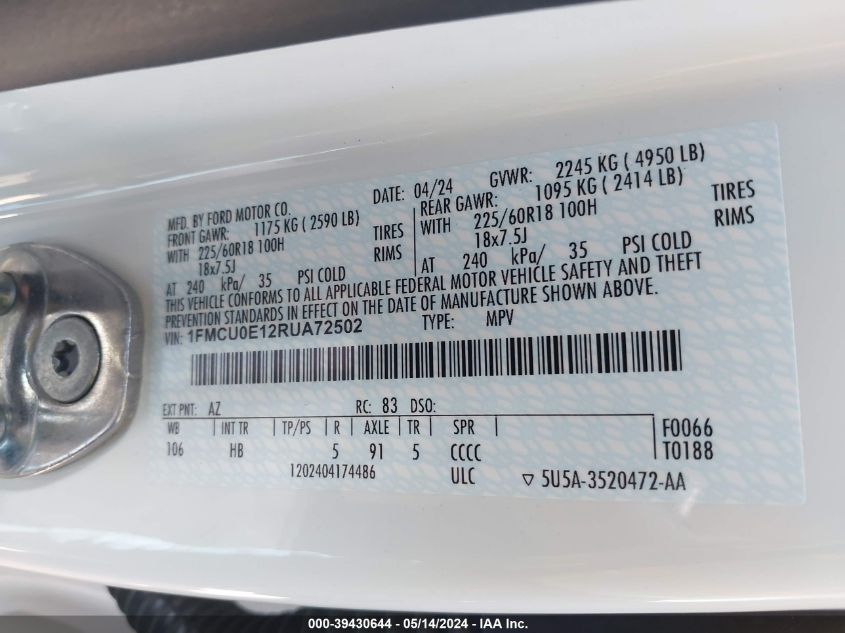 MFD. BY FORD MOTOR CO.
DATE: 04/24 GVWR: 2245 KG ( 4950 LB)
FRONT GAWR: 1175 KG ( 2590 LB) REAR GAWR: 1095 KG ( 2414 LB)
WITH 225/60R18 100H TIRES WITH 225/60R18 100H TIRES
18x7.5J RIMS 18x7.5J RIMS
AT 240 kPa/ 35 PSI COLD AT 240 kPa/ 35 PSI COLD
THIS VEHICLE CONFORMS TO ALL APPLICABLE FEDERAL MOTOR VEHICLE SAFETY AND THEFT
PREVENTION STANDARDS IN EFFECT ON THE DATE OF MANUFACTURE SHOWN ABOVE.
VIN: 1FMCU0E12RUA72502 TYPE: MPV
EXT PNT: AZ RC: 83 DSO:
WB INT TR TP/PS R AXLE TR SPR F0066
106 HB 5 91 5 CCCC T0188
1202404174486 ULC ▽ 5U5A-3520472-AA
000-39430644 - 05/14/2024 - IAA Inc.